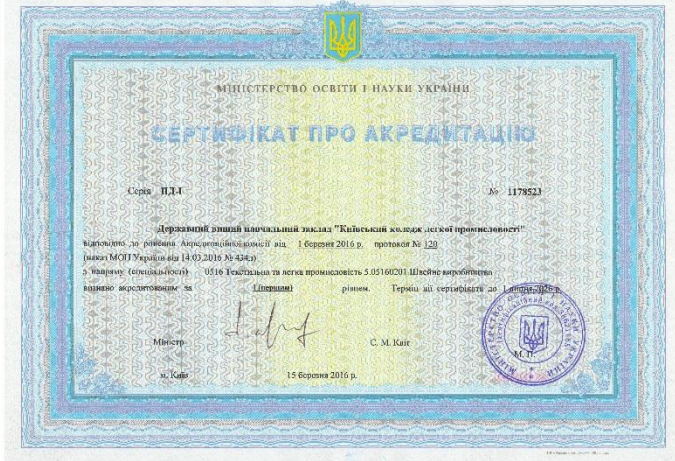 МІНІСТЕРСТВО ОСВІТИ І НАУКИ УКРАЇНИ
СЕРТИФІКАТ ПРО АКРЕДИТАЦІЮ
Серія ПД-І № 1178523
Державний вищий навчальний заклад "Київський коледж легкої промисловості"
відповідно до рішення Акредитаційної комісії від 1 березня 2016 р. протокол № 120
(наказ МОН України від 14.03.2016 № 434л)
з напряму (спеціальності) 0516 Текстильна та легка промисловість 5.05160201 Швейне виробництво
визнано акредитованим за І (першим) рівнем. Термін дії сертифіката до 1 липня 2026 р.
Міністр С. М. Квіт
М. П.
м. Київ 15 березня 2016 р.